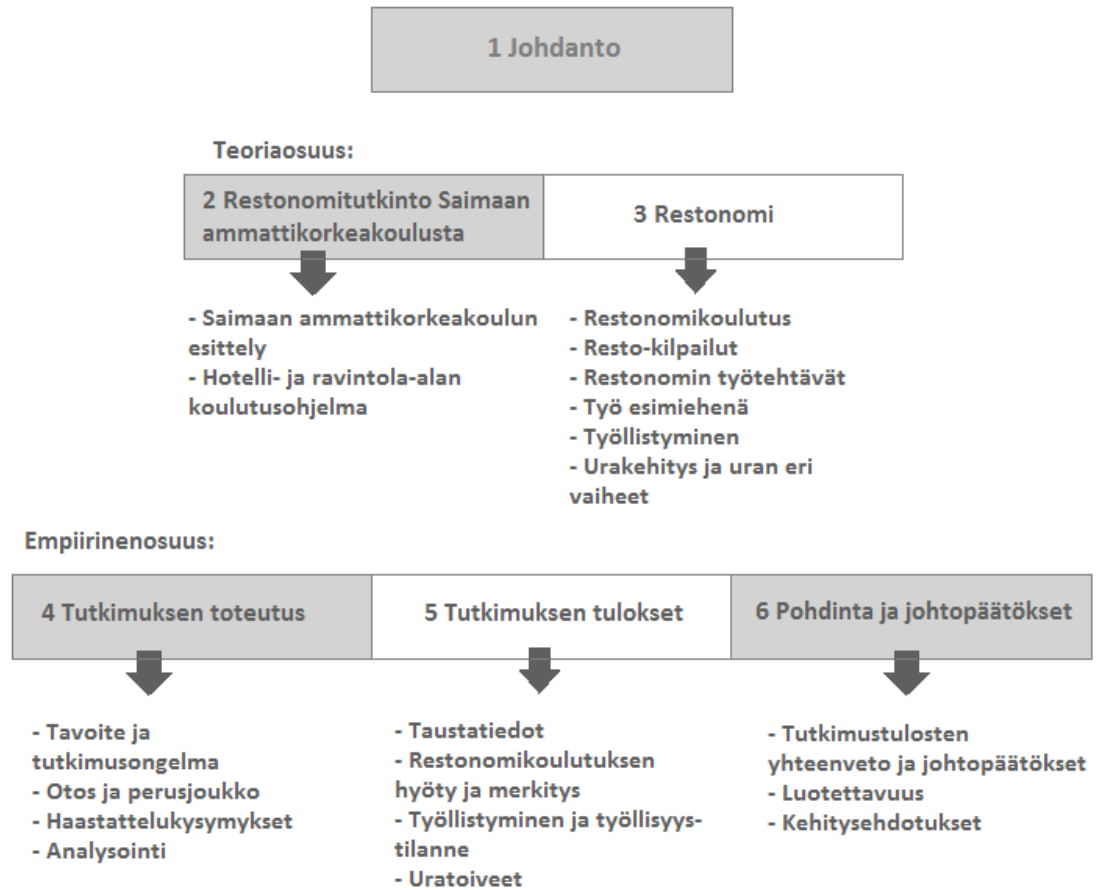 1 Johdanto
Teoriaosuus:
2 Restonomitutkinto Saimaan
ammattikorkeakoulusta
3 Restonomi
- Saimaan ammattikorkeakoulun
esittely
- Hotelli- ja ravintola-alan
koulutusohjelma
- Restonomikoulutus
- Resto-kilpailut
- Restonomin työtehtävät
- Työ esimiehenä
- Työllistyminen
- Urakehitys ja uran eri
vaiheet
Empiirinenosuus:
4 Tutkimuksen toteutus
5 Tutkimuksen tulokset
6 Pohdinta ja johtopäätökset
- Tavoite ja
tutkimusongelma
- Otos ja perusjoukko
- Haastattelukysymykset
- Analysointi
- Taustatiedot
- Restonomikoulutuksen
hyöty ja merkitys
- Työllistyminen ja työllisyys-
tilanne
- Uratoiveet
- Tutkimustulosten
yhteenveto ja johtopäätökset
- Luotettavuus
- Kehitysehdotukset